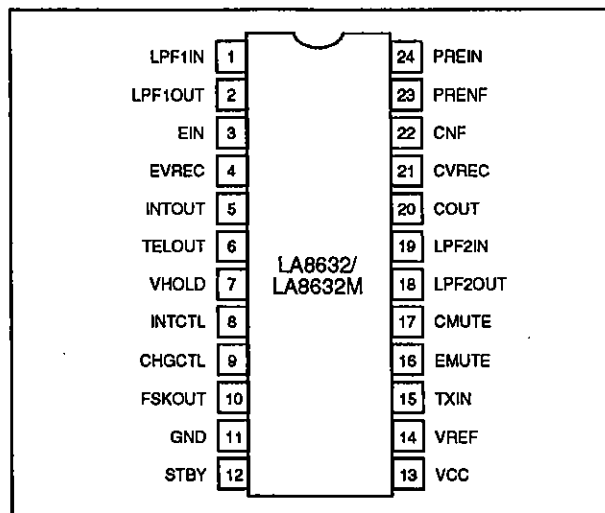 LPF1IN 1 24 PREIN
LPF1OUT 2 23 PRENF
EIN 3 22 CNF
EVREC 4 21 CVREC
INTOUT 5 20 COUT
TELOUT 6 19 LPF2IN
LA8632/
LA8632M
VHOLD 7 18 LPF2OUT
INTCTL 8 17 CMUTE
CHGCTL 9 16 EMUTE
FSKOUT 10 15 TXIN
GND 11 14 VREF
STBY 12 13 VCC